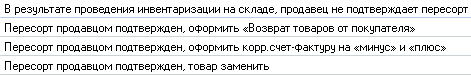 В результате проведения инвентаризации на складе, продавец не подтверждает пересорт
Пересорт продавцом подтвержден, оформить «Возврат товаров от покупателя»
Пересорт продавцом подтвержден, оформить корр.счет-фактуру на «минус» и «плюс»
Пересорт продавцом подтвержден, товар заменить